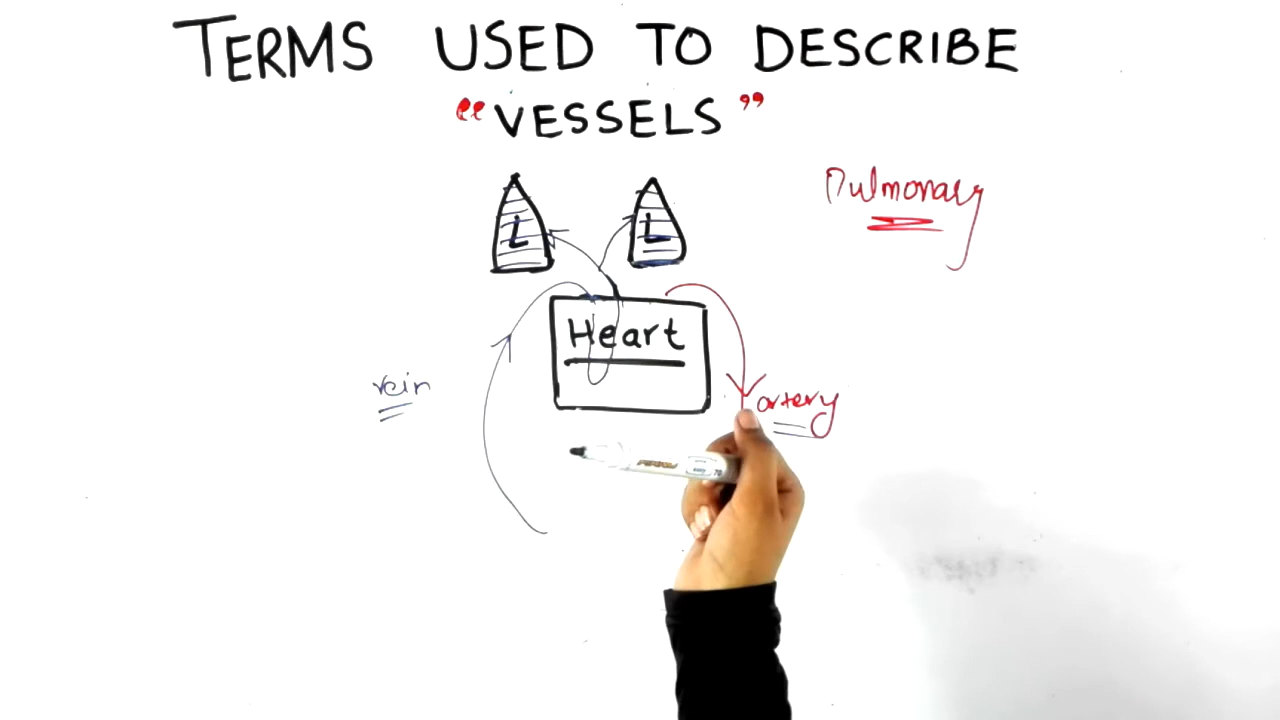 TERMS USED TO DESCRIBE
“VESSELS”
Pulmonary
L L
Heart
vein
artery